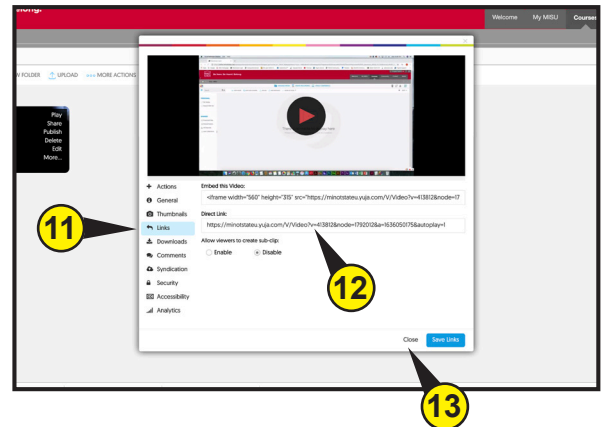 Welcome MiSU Courses
W FOLDER UPLOAD ••• MORE ACTIONS
Play
Share
Publish
Delete
Edit
More...
Actions
General
Thumbnails
Links
Downloads
Comments
Syndication
Security
Accessibility
Analytics
Embed this Video:
<iframe width="560" height="315" src="https://minotstateu.yuja.com/V/Video?v=413812&node=17
Direct Link:
https://minotstateu.yuja.com/V/Video?v=413812&node=1792012&a=1636050175&autoplay=1
Allow viewers to create sub-clip:
Enable Disable
Close Save Links
11
12
13